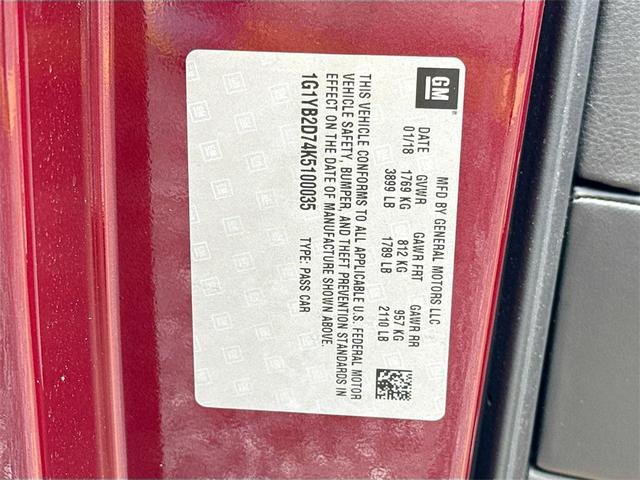 GM
®
MFD BY GENERAL MOTORS LLC
DATE GVWR GAWR FRT GAWR RR
01/18 1769 KG 812 KG 957 KG
3899 LB 1789 LB 2110 LB
THIS VEHICLE CONFORMS TO ALL APPLICABLE U.S. FEDERAL MOTOR
VEHICLE SAFETY, BUMPER, AND THEFT PREVENTION STANDARDS IN
EFFECT ON THE DATE OF MANUFACTURE SHOWN ABOVE.
1G1YB2D74K5100035 TYPE: PASS CAR